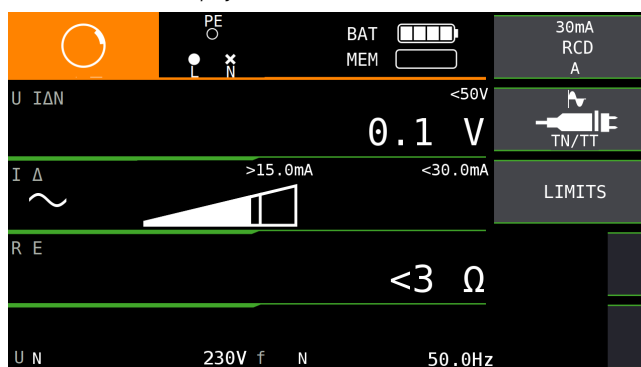 PE
L N
BAT
MEM
30mA
RCD
A
U IΔN
<50V
0.1 V
TN/TT
I Δ
>15.0mA <30.0mA
LIMITS
R E
<3 Ω
U N 230V f N 50.0Hz